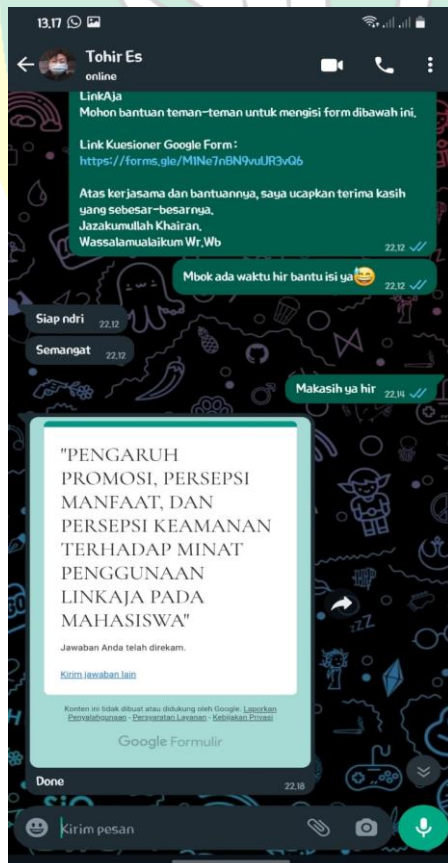 13.17
Tohir Es
online
LinkAja
Mohon bantuan teman-teman untuk mengisi form dibawah ini.
Link Kuesioner Google Form :
https://forms.gle/M1Ne7nBN9vuUR3vQ6
Atas kerjasama dan bantuannya, saya ucapkan terima kasih
yang sebesar-besarnya.
Jazakumullah Khairan.
Wassalamualaikum Wr.Wb
22.12
Mbok ada waktu hir bantu isi ya😅 22.12
Siap ndri 22.12
Semangat 22.12
Makasih ya hir 22.14
"PENGARUH
PROMOSI, PERSEPSI
MANFAAT, DAN
PERSEPSI KEAMANAN
TERHADAP MINAT
PENGGUNAAN
LINKAJA PADA
MAHASISWA"
Jawaban Anda telah direkam.
Kirim jawaban lain
Konten ini tidak dibuat atau didukung oleh Google. Laporkan
Penyalahgunaan - Persyaratan Layanan - Kebijakan Privasi
Google Formulir
Done 22.18
Kirim pesan